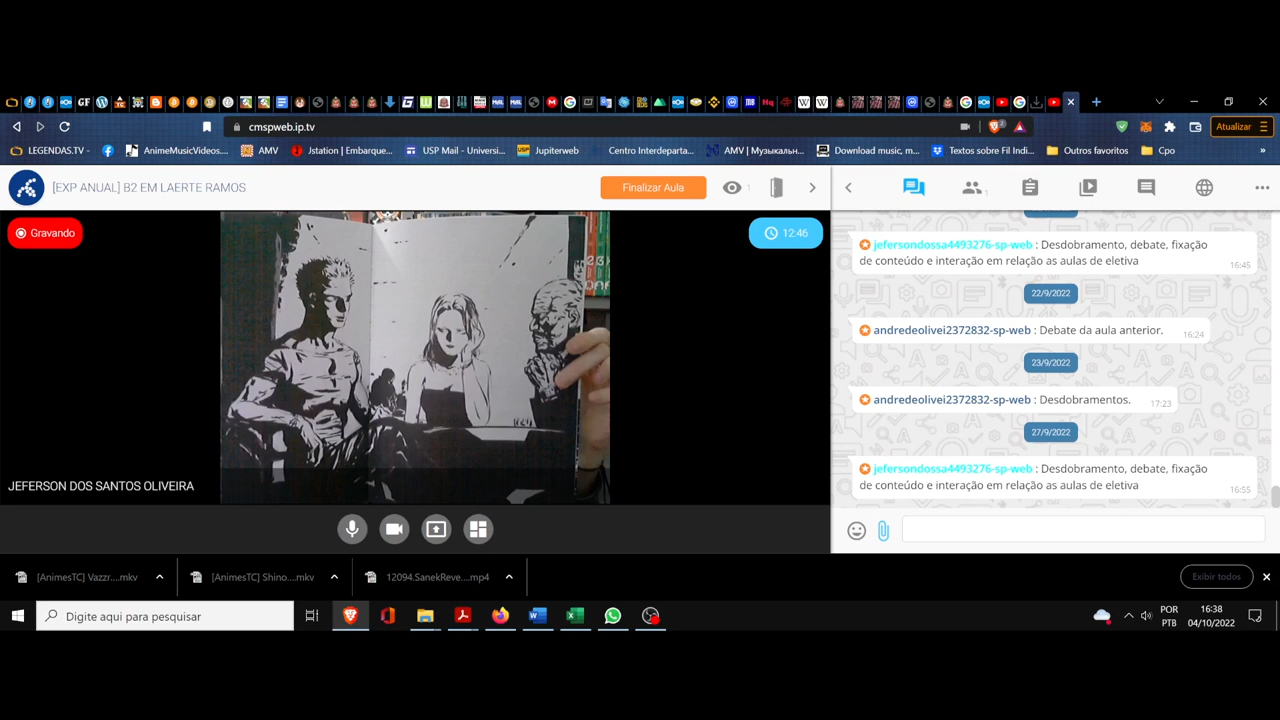 cmspweb.ip.tv
Atualizar
LEGENDAS.TV -
AnimeMusicVideos...
AMV
Jstation | Embarque...
USP Mail - Universi...
Jupiterweb
Centro Interdeparta...
AMV | Музыкальн...
Download music, m...
Textos sobre Fil Indi...
Outros favoritos
Cpo
[EXP ANUAL] B2 EM LAERTE RAMOS
Finalizar Aula
1
1
Gravando
12:46
JEFERSON DOS SANTOS OLIVEIRA
jefersondossa4493276-sp-web : Desdobramento, debate, fixação
de conteúdo e interação em relação as aulas de eletiva
16:45
22/9/2022
andredeolivei2372832-sp-web : Debate da aula anterior.
16:24
23/9/2022
andredeolivei2372832-sp-web : Desdobramentos.
17:23
27/9/2022
jefersondossa4493276-sp-web : Desdobramento, debate, fixação
de conteúdo e interação em relação as aulas de eletiva
16:55
[AnimesTC] Vazzr....mkv
[AnimesTC] Shino....mkv
12094.SanekReve....mp4
Exibir todos
Digite aqui para pesquisar
POR
PTB
16:38
04/10/2022